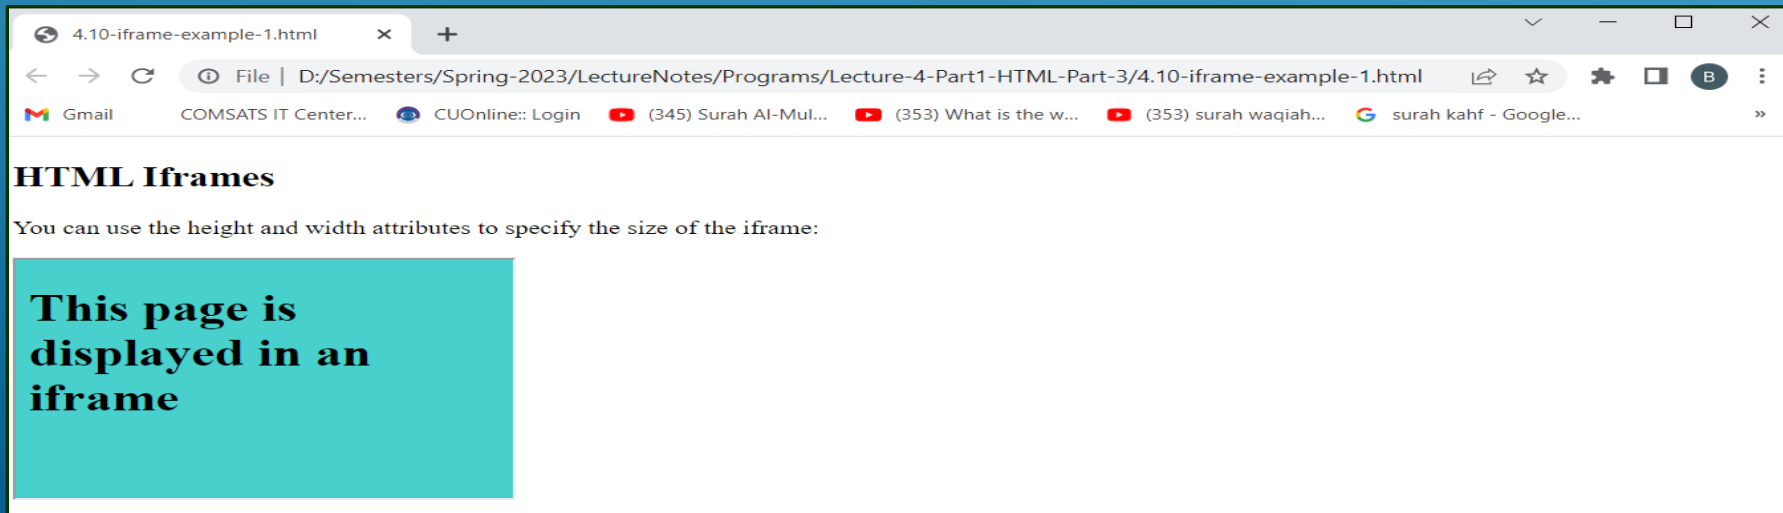 4.10-iframe-example-1.html
File | D:/Semesters/Spring-2023/LectureNotes/Programs/Lecture-4-Part1-HTML-Part-3/4.10-iframe-example-1.html
B
Gmail COMSATS IT Center... CUOnline:: Login (345) Surah Al-Mul... (353) What is the w... (353) surah waqiah... surah kahf - Google... »
HTML Iframes
You can use the height and width attributes to specify the size of the iframe:
This page is
displayed in an
iframe